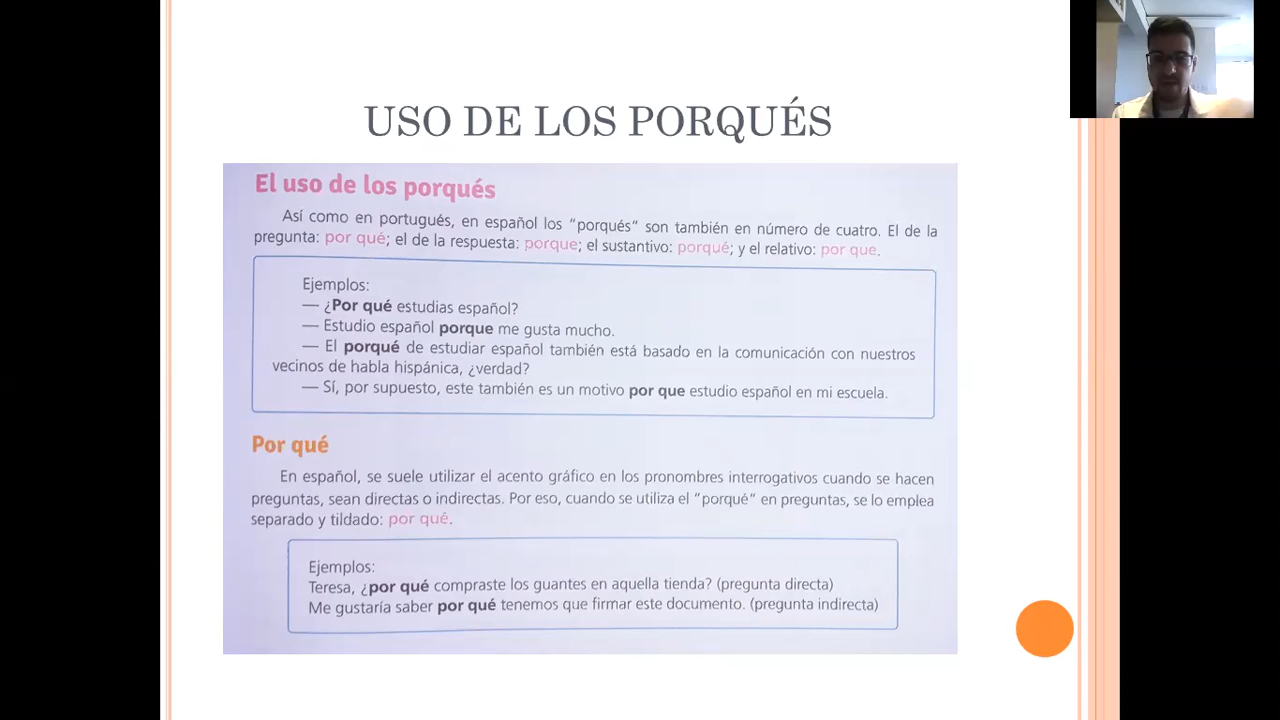 USO DE LOS PORQUÉS
El uso de los porqués
Así como en portugués, en español los “porqués” son también en número de cuatro. El de la
pregunta: por qué; el de la respuesta: porque; el sustantivo: porqué; y el relativo: por que.
Ejemplos:
— ¿Por qué estudias español?
— Estudio español porque me gusta mucho.
— El porqué de estudiar español también está basado en la comunicación con nuestros
vecinos de habla hispánica, ¿verdad?
— Sí, por supuesto, este también es un motivo por que estudio español en mi escuela.
Por qué
En español, se suele utilizar el acento gráfico en los pronombres interrogativos cuando se hacen
preguntas, sean directas o indirectas. Por eso, cuando se utiliza el “porqué” en preguntas, se lo emplea
separado y tildado: por qué.
Ejemplos:
Teresa, ¿por qué compraste los guantes en aquella tienda? (pregunta directa)
Me gustaría saber por qué tenemos que firmar este documento. (pregunta indirecta)